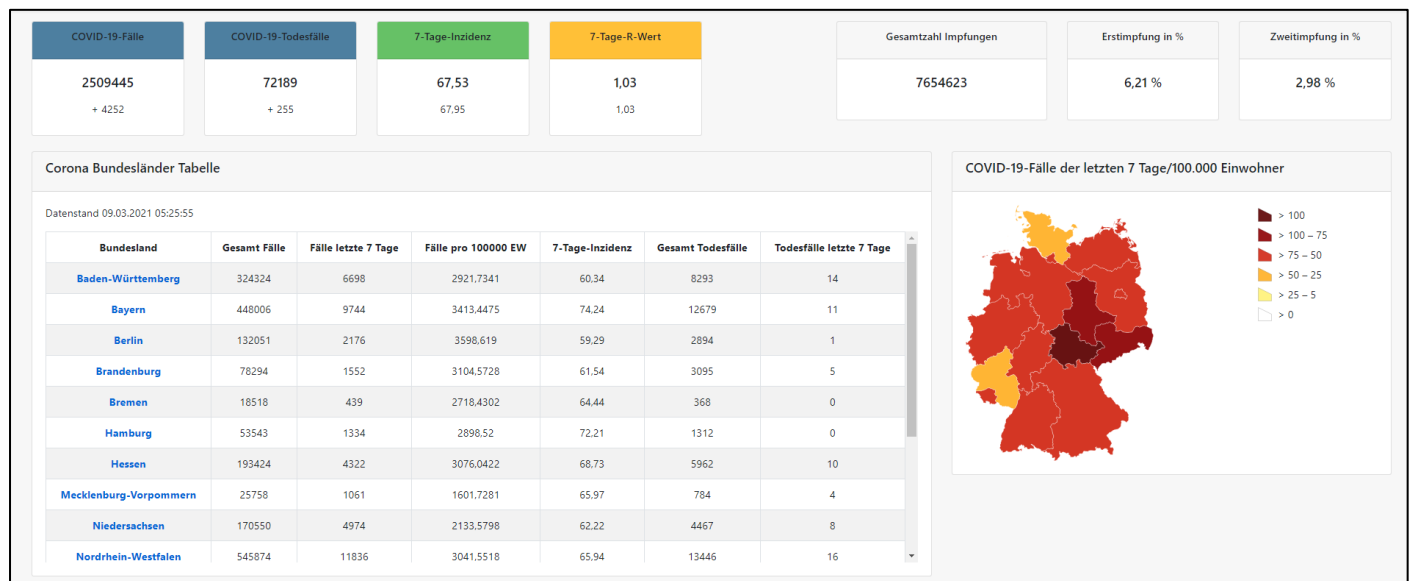 COVID-19-Fälle COVID-19-Todesfälle 7-Tage-Inzidenz 7-Tage-R-Wert Gesamtzahl Impfungen Erstimpfung in % Zweitimpfung in %
2509445 72189 67,53 1,03 7654623 6,21 % 2,98 %
+ 4252 + 255 67,95 1,03
Corona Bundesländer Tabelle
Datenstand 09.03.2021 05:25:55
Bundesland Gesamt Fälle Fälle letzte 7 Tage Fälle pro 100000 EW 7-Tage-Inzidenz Gesamt Todesfälle Todesfälle letzte 7 Tage
Baden-Württemberg 324324 6698 2921,7341 60,34 8293 14
Bayern 448006 9744 3413,4475 74,24 12679 11
Berlin 132051 2176 3598,619 59,29 2894 1
Brandenburg 78294 1552 3104,5728 61,54 3095 5
Bremen 18518 439 2718,4302 64,44 368 0
Hamburg 53543 1334 2898,52 72,21 1312 0
Hessen 193424 4322 3076,0422 68,73 5962 10
Mecklenburg-Vorpommern 25758 1061 1601,7281 65,97 784 4
Niedersachsen 170550 4974 2133,5798 62,22 4467 8
Nordrhein-Westfalen 545874 11836 3041,5518 65,94 13446 16
COVID-19-Fälle der letzten 7 Tage/100.000 Einwohner
> 100
> 100 – 75
> 75 – 50
> 50 – 25
> 25 – 5
> 0